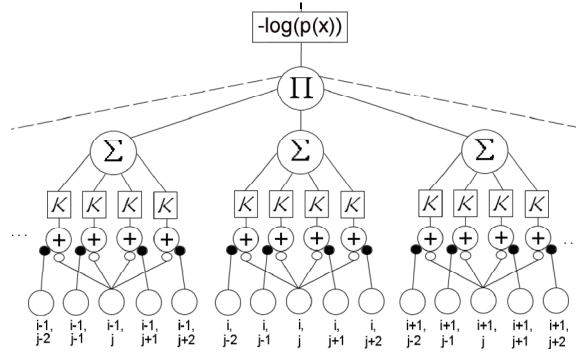 -log(p(x))
Π
Σ Σ Σ
K K K K K K K K K K K K
... + + + + + + + + + + + + ..
i-1, i-1, i-1, i-1, i-1, i, i, i, i, i, i+1, i+1, i+1, i+1, i+1,
j-2 j-1 j j+1 j+2 j-2 j-1 j j+1 j+2 j-2 j-1 j j+1 j+2